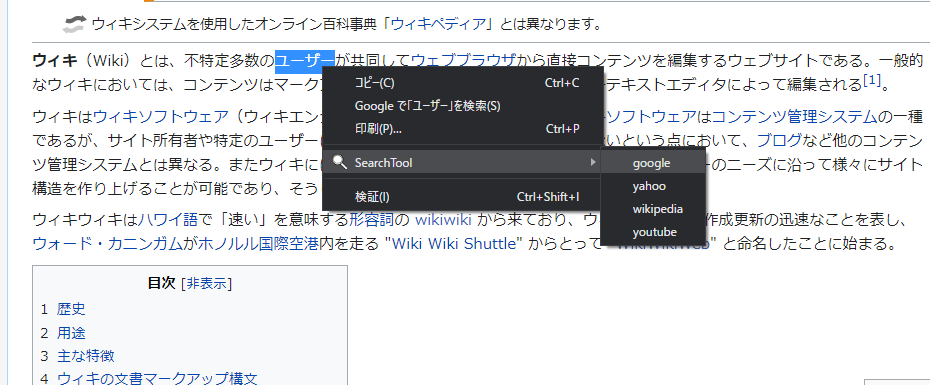 ウィキシステムを使用したオンライン百科事典「ウィキペディア」とは異なります。
ウィキ（Wiki）とは、不特定多数のユーザーが共同してウェブブラウザから直接コンテンツを編集するウェブサイトである。一般的
なウィキにおいては、コンテンツはマーク
テキストエディタによって編集される[1]。
ウィキはウィキソフトウェア（ウィキエン
ソフトウェアはコンテンツ管理システムの一種
であるが、サイト所有者や特定のユーザーに
いという点において、ブログなど他のコンテン
ツ管理システムとは異なる。またウィキに
ーのニーズに沿って様々にサイト
構造を作り上げることが可能であり、そう
ウィキウィキはハワイ語で「速い」を意味する形容詞の wikiwiki から来ており、ウ
作成更新の迅速なことを表し、
ウォード・カニンガムがホノルル国際空港内を走る "Wiki Wiki Shuttle" からとって "WikiWikiWeb" と命名したことに始まる。
コピー(C) Ctrl+C
Google で「ユーザー」を検索(S)
印刷(P)... Ctrl+P
SearchTool
検証(I) Ctrl+Shift+I
google
yahoo
wikipedia
youtube
目次 [非表示]
1 歴史
2 用途
3 主な特徴
4 ウィキの文書マークアップ構文